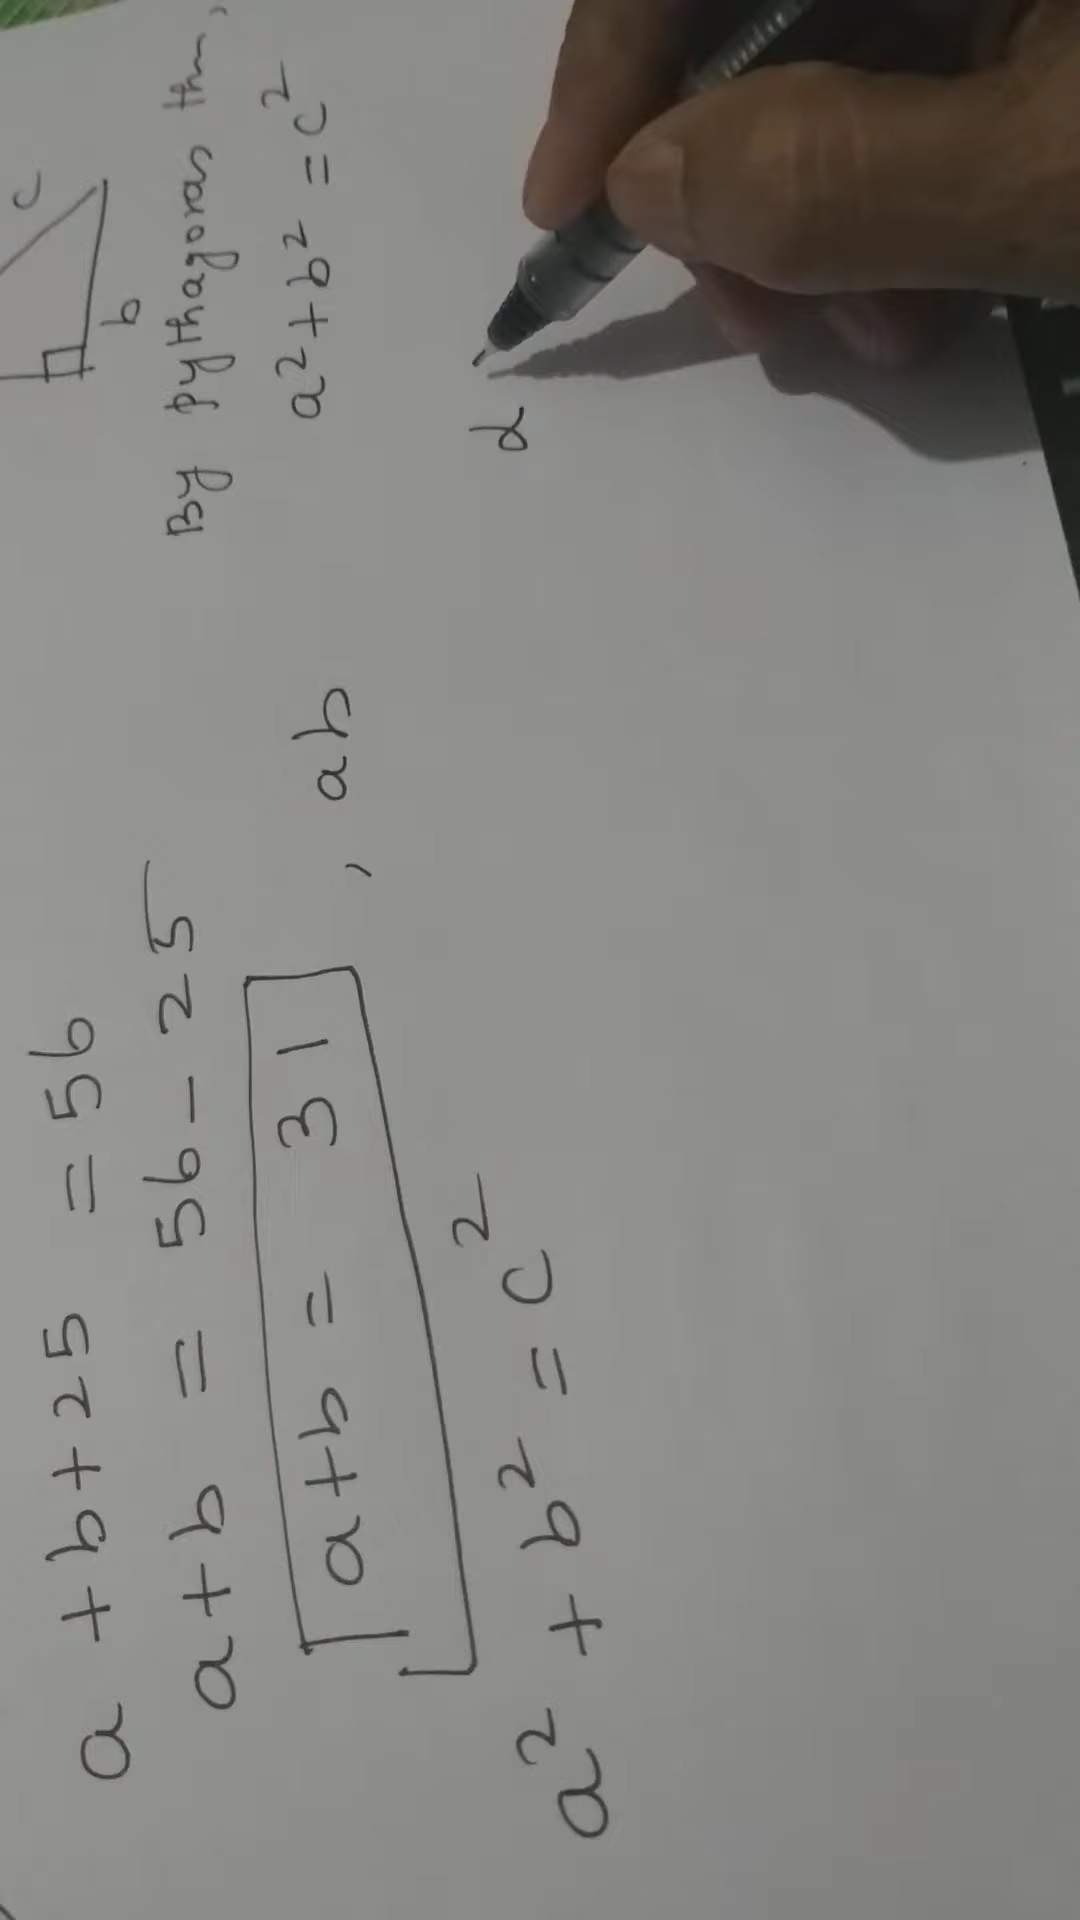 a + b + 25 = 56
a + b = 56 - 25
a + b = 31 , ab
a² + b² = c²
c
b
By pythagoras thm,
a² + b² = c²
α